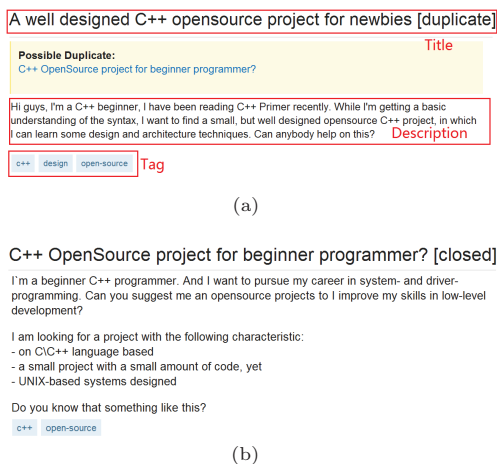 A well designed C++ opensource project for newbies [duplicate]
Title
Possible Duplicate:
C++ OpenSource project for beginner programmer?
Hi guys, I'm a C++ beginner, I have been reading C++ Primer recently. While I'm getting a basic
understanding of the syntax, I want to find a small, but well designed opensource C++ project, in which
I can learn some design and architecture techniques. Can anybody help on this? Description
c++ design open-source Tag
(a)
C++ OpenSource project for beginner programmer? [closed]
I`m a beginner C++ programmer. And I want to pursue my career in system- and driver-
programming. Can you suggest me an opensource projects to I improve my skills in low-level
development?
I am looking for a project with the following characteristic:
- on C\C++ language based
- a small project with a small amount of code, yet
- UNIX-based systems designed
Do you know that something like this?
c++ open-source
(b)